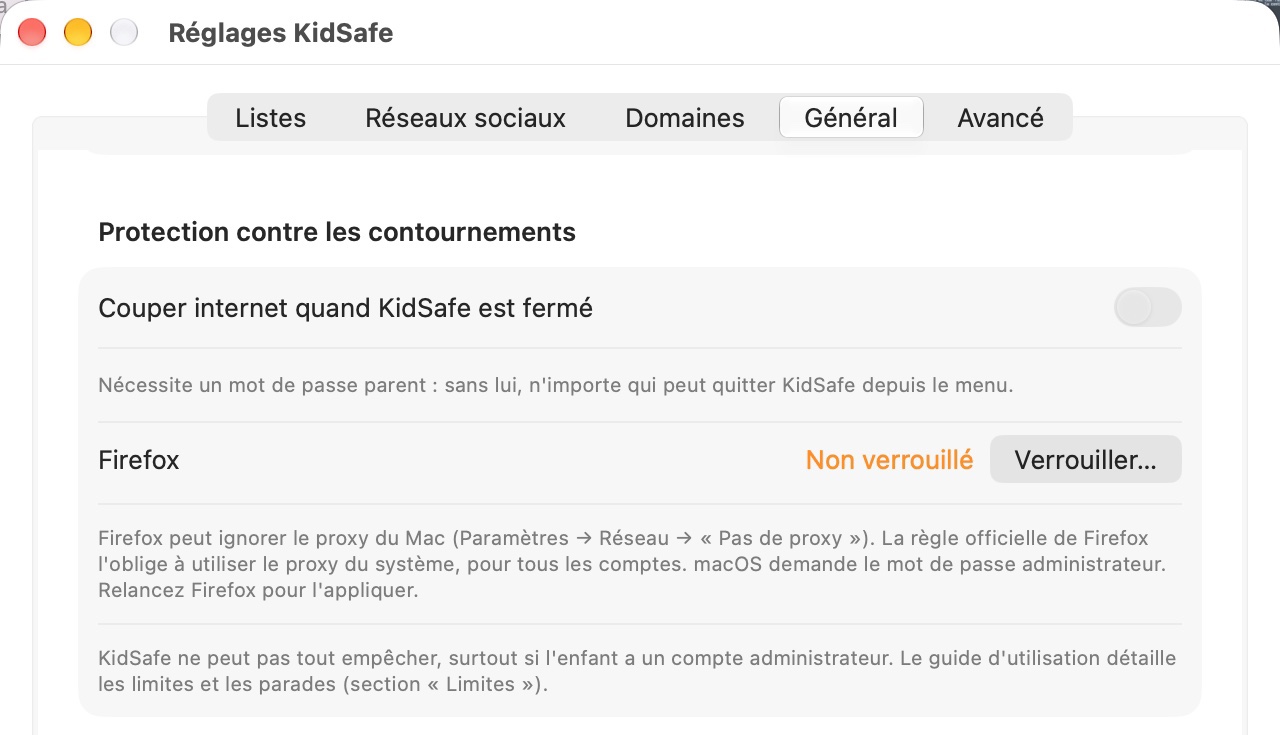 Réglages KidSafe
Listes
Réseaux sociaux
Domaines
Général
Avancé
Protection contre les contournements
Couper internet quand KidSafe est fermé
Nécessite un mot de passe parent : sans lui, n'importe qui peut quitter KidSafe depuis le menu.
Firefox
Non verrouillé
Verrouiller...
Firefox peut ignorer le proxy du Mac (Paramètres → Réseau → « Pas de proxy »). La règle officielle de Firefox
l'oblige à utiliser le proxy du système, pour tous les comptes. macOS demande le mot de passe administrateur.
Relancez Firefox pour l'appliquer.
KidSafe ne peut pas tout empêcher, surtout si l'enfant a un compte administrateur. Le guide d'utilisation détaille
les limites et les parades (section « Limites »).